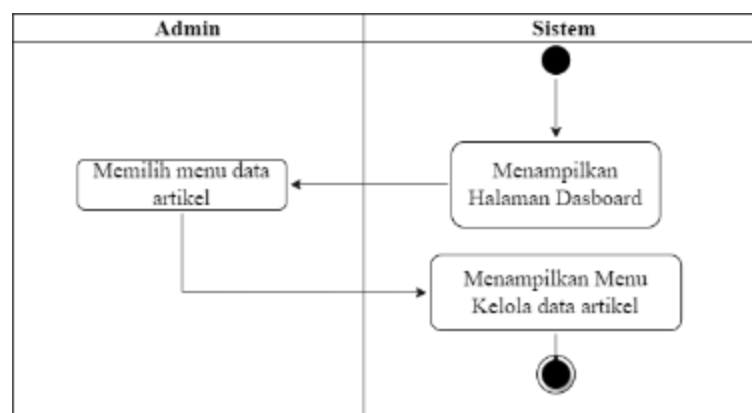 Admin
Sistem
Menampilkan
Halaman Dasboard
Memilih menu data
artikel
Menampilkan Menu
Kelola data artikel